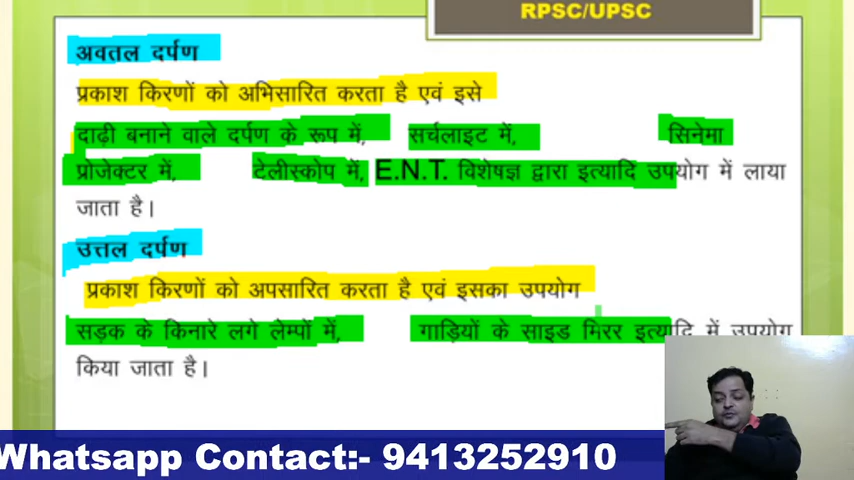 RPSC/UPSC
अवतल दर्पण
प्रकाश किरणों को अभिसारित करता है एवं इसे
दाढ़ी बनाने वाले दर्पण के रूप में, सर्चलाइट में, सिनेमा
प्रोजेक्टर में, टेलीस्कोप में, E.N.T. विशेषज्ञ द्वारा इत्यादि उपयोग में लाया
जाता है।
उत्तल दर्पण
प्रकाश किरणों को अपसारित करता है एवं इसका उपयोग
सड़क के किनारे लगे लेम्पों में, गाड़ियों के साइड मिरर इत्यादि में उपयोग
किया जाता है।
Whatsapp Contact:- 9413252910